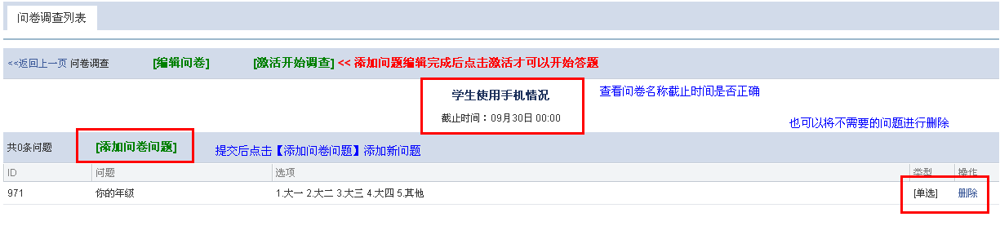 问卷调查列表
<<返回上一页 问卷调查 [编辑问卷] [激活开始调查] << 添加问题编辑完成后点击激活才可以开始答题
学生使用手机情况 查看问卷名称截止时间是否正确
截止时间：09月30日 00:00
也可以将不需要的问题进行删除
共0条问题 [添加问卷问题] 提交后点击【添加问卷问题】添加新问题
ID 问题 选项 类型 操作
971 你的年级 1.大一 2.大二 3.大三 4.大四 5.其他 [单选] 删除